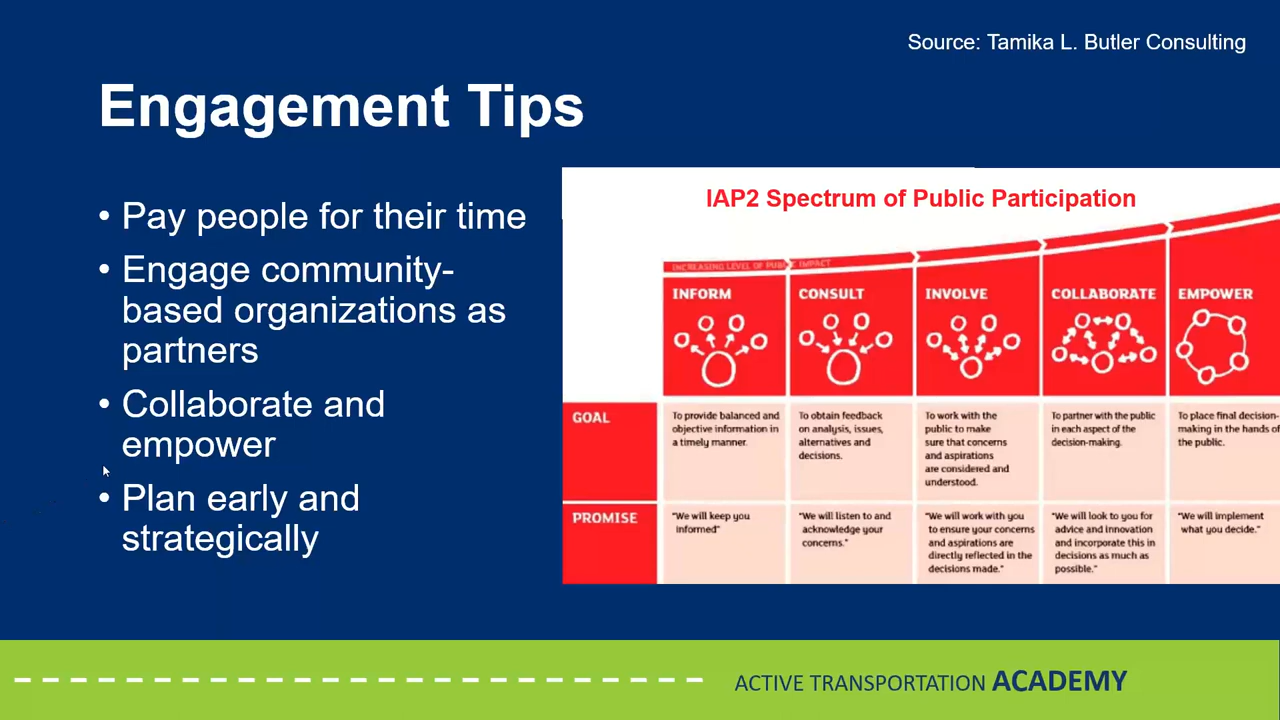 Source: Tamika L. Butler Consulting
Engagement Tips
• Pay people for their time
• Engage community-
based organizations as
partners
• Collaborate and
empower
• Plan early and
strategically
IAP2 Spectrum of Public Participation
INCREASING LEVEL OF PUBLIC IMPACT
INFORM
CONSULT
INVOLVE
COLLABORATE
EMPOWER
GOAL
To provide balanced and
objective information in
a timely manner.
To obtain feedback
on analysis, issues,
alternatives and
decisions.
To work with the
public to make
sure that concerns
and aspirations
are considered and
understood.
To partner with the public
in each aspect of the
decision-making.
To place final decision-
making in the hands of
the public.
PROMISE
"We will keep you
informed"
"We will listen to and
acknowledge your
concerns."
"We will work with you
to ensure your concerns
and aspirations are
directly reflected in the
decisions made."
"We will look to you for
advice and innovation
and incorporate this in
decisions as much as
possible."
"We will implement
what you decide."
ACTIVE TRANSPORTATION ACADEMY